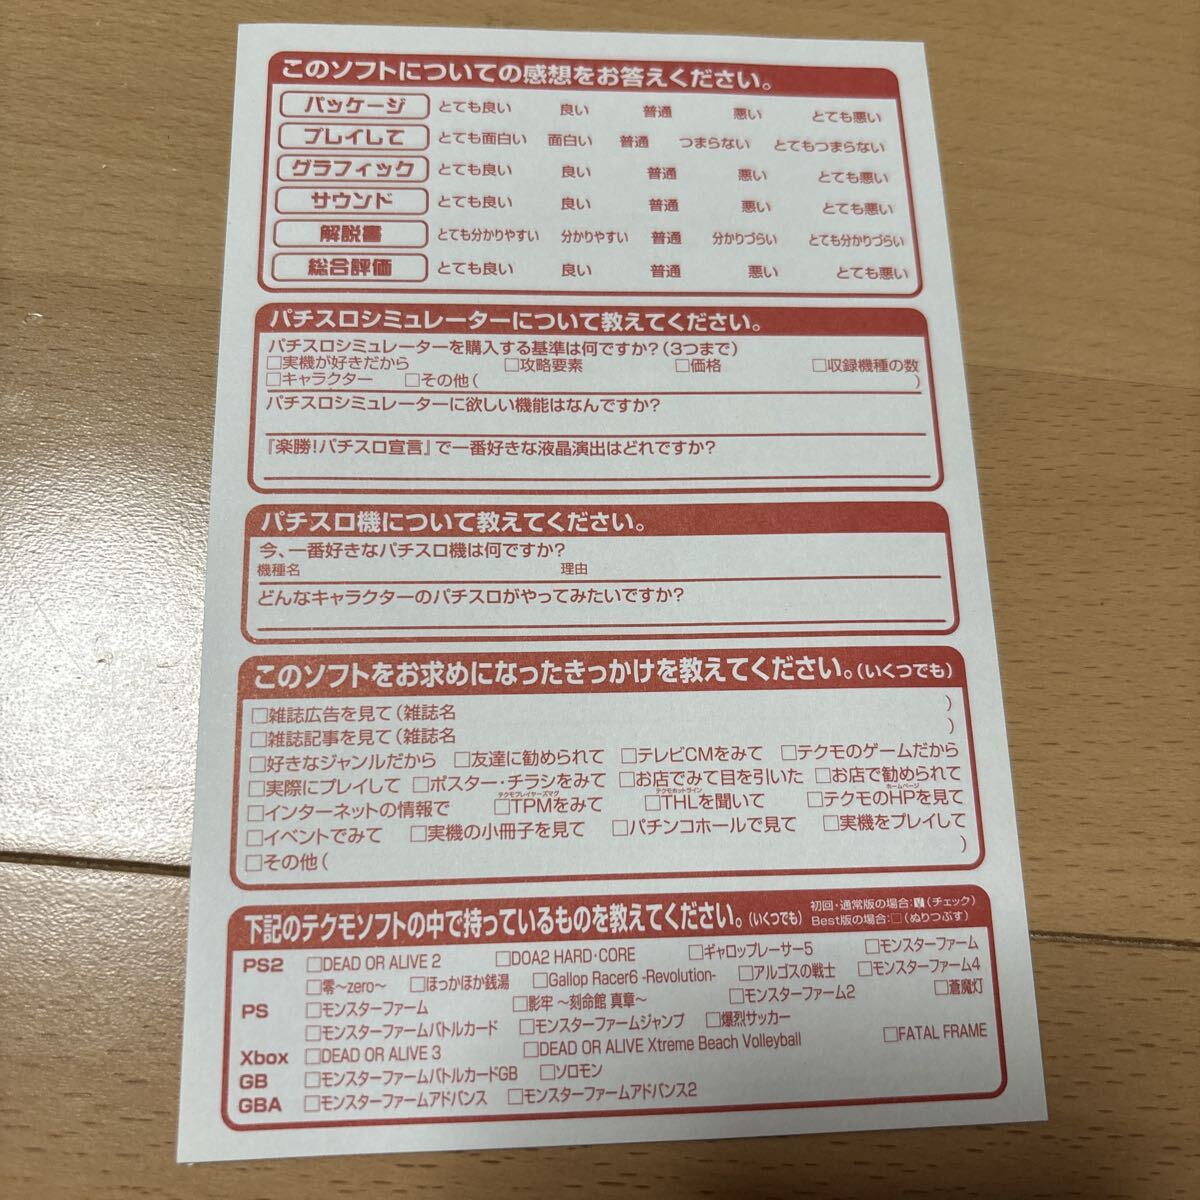 このソフトについての感想をお答えください。
パッケージ とても良い 良い 普通 悪い とても悪い
プレイして とても面白い 面白い 普通 つまらない とてもつまらない
グラフィック とても良い 良い 普通 悪い とても悪い
サウンド とても良い 良い 普通 悪い とても悪い
解説書 とても分かりやすい 分かりやすい 普通 分かりづらい とても分かりづらい
総合評価 とても良い 良い 普通 悪い とても悪い
パチスロシミュレーターについて教えてください。
パチスロシミュレーターを購入する基準は何ですか?(3つまで)
□実機が好きだから □攻略要素 □価格 □収録機種の数
□キャラクター □その他( )
パチスロシミュレーターに欲しい機能はなんですか?
『楽勝!パチスロ宣言』で一番好きな液晶演出はどれですか?
パチスロ機について教えてください。
今、一番好きなパチスロ機は何ですか?
機種名 理由
どんなキャラクターのパチスロがやってみたいですか?
このソフトをお求めになったきっかけを教えてください。(いくつでも)
□雑誌広告を見て(雑誌名 )
□雑誌記事を見て(雑誌名 )
□好きなジャンルだから □友達に勧められて □テレビCMをみて □テクモのゲームだから
□実際にプレイして □ポスター・チラシをみて □お店でみて目を引いた □お店で勧められて
テクモプレイヤーズマグ テクモホットライン ホームページ
□インターネットの情報で □TPMをみて □THLを聞いて □テクモのHPを見て
□イベントでみて □実機の小冊子を見て □パチンコホールで見て □実機をプレイして
□その他( )
下記のテクモソフトの中で持っているものを教えてください。(いくつでも) 初回・通常版の場合:☑(チェック)
Best版の場合:□(ぬりつぶす)
PS2 □DEAD OR ALIVE 2 □DOA2 HARD・CORE □ギャロップレーサー5 □モンスターファーム
□零〜zero〜 □ほっかほか銭湯 □Gallop Racer6 -Revolution- □アルゴスの戦士 □モンスターファーム4
PS □モンスターファーム □影牢 〜刻命館 真章〜 □モンスターファーム2 □蒼魔灯
□モンスターファームバトルカード □モンスターファームジャンプ □爆烈サッカー
Xbox □DEAD OR ALIVE 3 □DEAD OR ALIVE Xtreme Beach Volleyball □FATAL FRAME
GB □モンスターファームバトルカードGB □ソロモン
GBA □モンスターファームアドバンス □モンスターファームアドバンス2